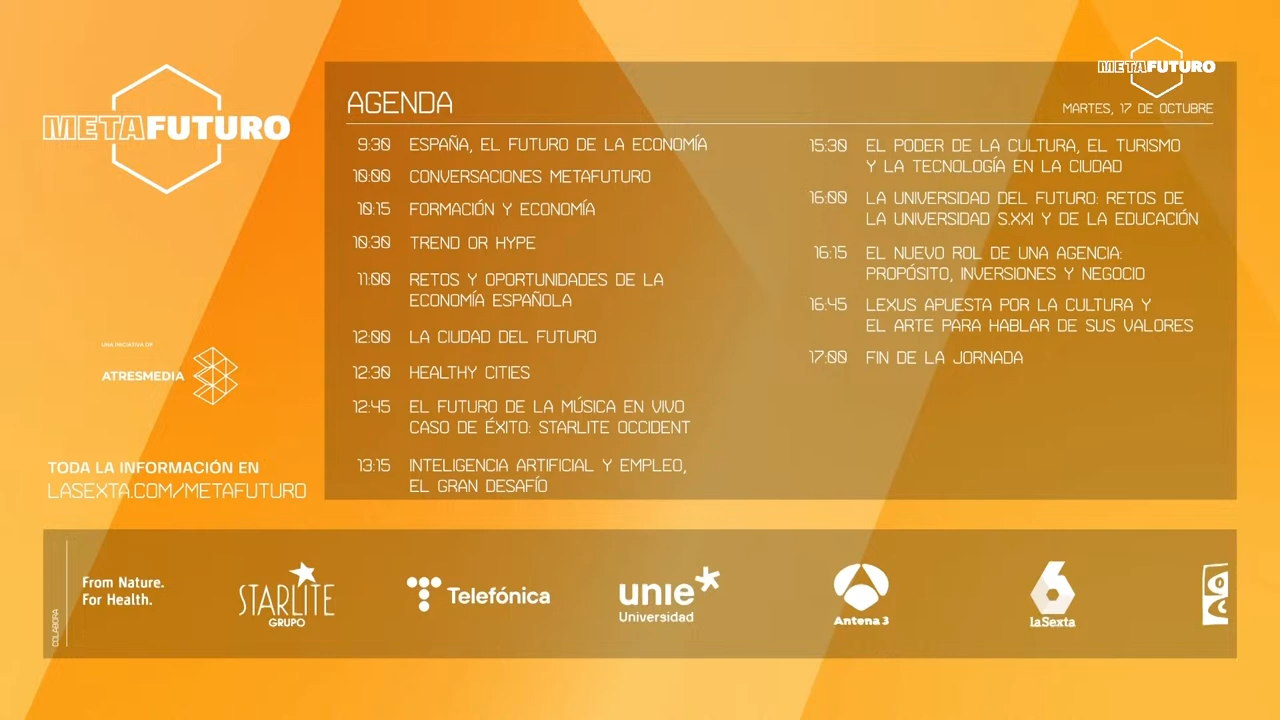 METAFUTURO
METAFUTURO
AGENDA
MARTES, 17 DE OCTUBRE
9:30 ESPAÑA, EL FUTURO DE LA ECONOMÍA
10:00 CONVERSACIONES METAFUTURO
10:15 FORMACIÓN Y ECONOMÍA
10:30 TREND OR HYPE
11:00 RETOS Y OPORTUNIDADES DE LA
ECONOMÍA ESPAÑOLA
12:00 LA CIUDAD DEL FUTURO
12:30 HEALTHY CITIES
12:45 EL FUTURO DE LA MÚSICA EN VIVO
CASO DE ÉXITO: STARLITE OCCIDENT
13:15 INTELIGENCIA ARTIFICIAL Y EMPLEO,
EL GRAN DESAFÍO
15:30 EL PODER DE LA CULTURA, EL TURISMO
Y LA TECNOLOGÍA EN LA CIUDAD
16:00 LA UNIVERSIDAD DEL FUTURO: RETOS DE
LA UNIVERSIDAD S.XXI Y DE LA EDUCACIÓN
16:15 EL NUEVO ROL DE UNA AGENCIA:
PROPÓSITO, INVERSIONES Y NEGOCIO
16:45 LEXUS APUESTA POR LA CULTURA Y
EL ARTE PARA HABLAR DE SUS VALORES
17:00 FIN DE LA JORNADA
UNA INICIATIVA DE
ATRESMEDIA
TODA LA INFORMACIÓN EN
LASEXTA.COM/METAFUTURO
COLABORA
From Nature.
For Health.
STARLITE
GRUPO
Telefónica
unie
Universidad
Antena 3
6
laSexta